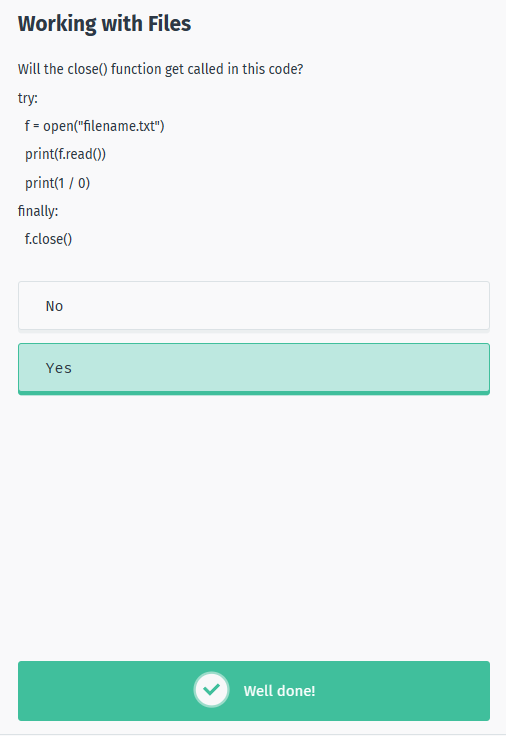 Working with Files
Will the close() function get called in this code?
try:
f = open("filename.txt")
print(f.read())
print(1 / 0)
finally:
f.close()
No
Yes
Well done!